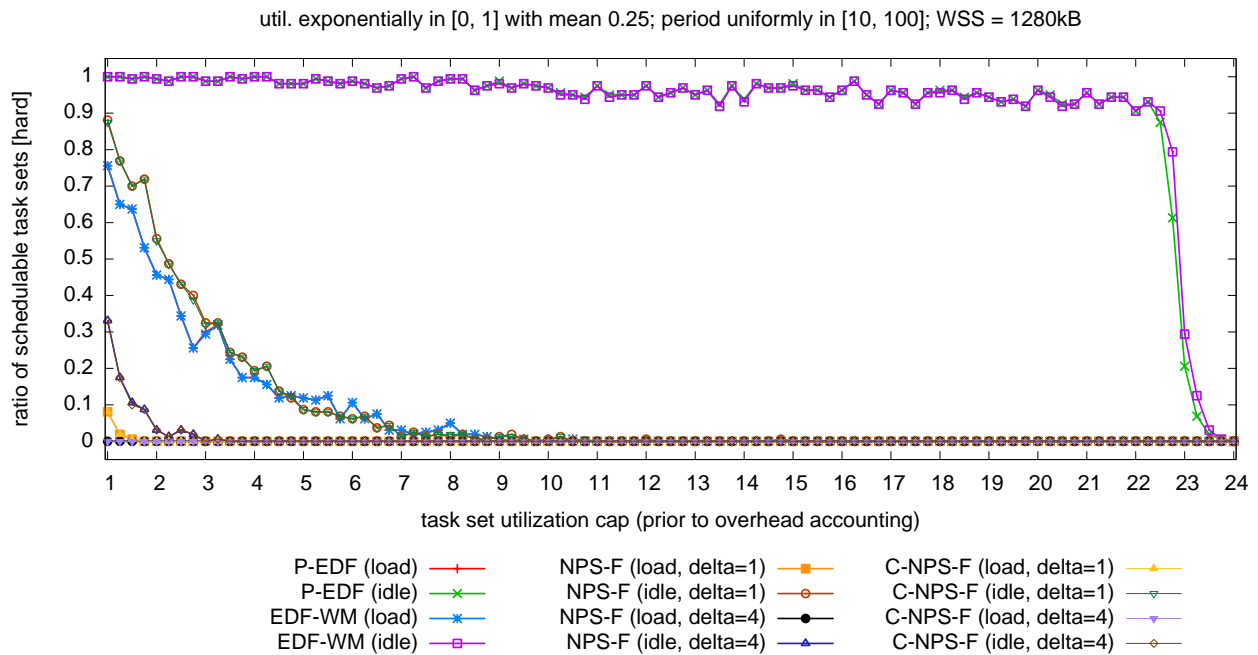 util. exponentially in [0, 1] with mean 0.25; period uniformly in [10, 100]; WSS = 1280kB
ratio of schedulable task sets [hard]
1
0.9
0.8
0.7
0.6
0.5
0.4
0.3
0.2
0.1
0
1 2 3 4 5 6 7 8 9 10 11 12 13 14 15 16 17 18 19 20 21 22 23 24
task set utilization cap (prior to overhead accounting)
P-EDF (load) NPS-F (load, delta=1) C-NPS-F (load, delta=1)
P-EDF (idle) NPS-F (idle, delta=1) C-NPS-F (idle, delta=1)
EDF-WM (load) NPS-F (load, delta=4) C-NPS-F (load, delta=4)
EDF-WM (idle) NPS-F (idle, delta=4) C-NPS-F (idle, delta=4)